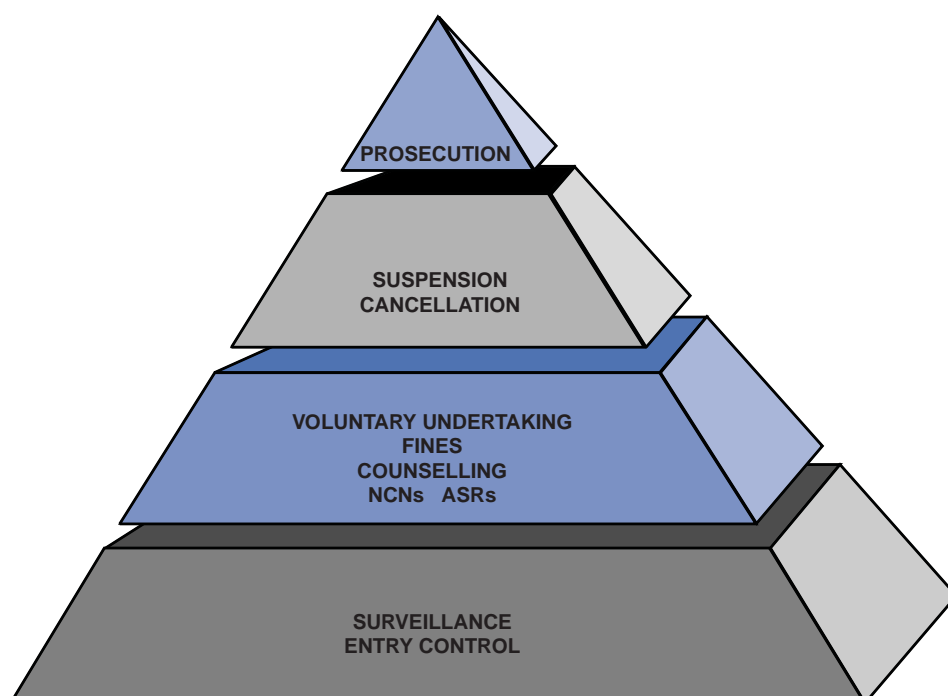 PROSECUTION
SUSPENSION
CANCELLATION
VOLUNTARY UNDERTAKING
FINES
COUNSELLING
NCNs ASRs
SURVEILLANCE
ENTRY CONTROL